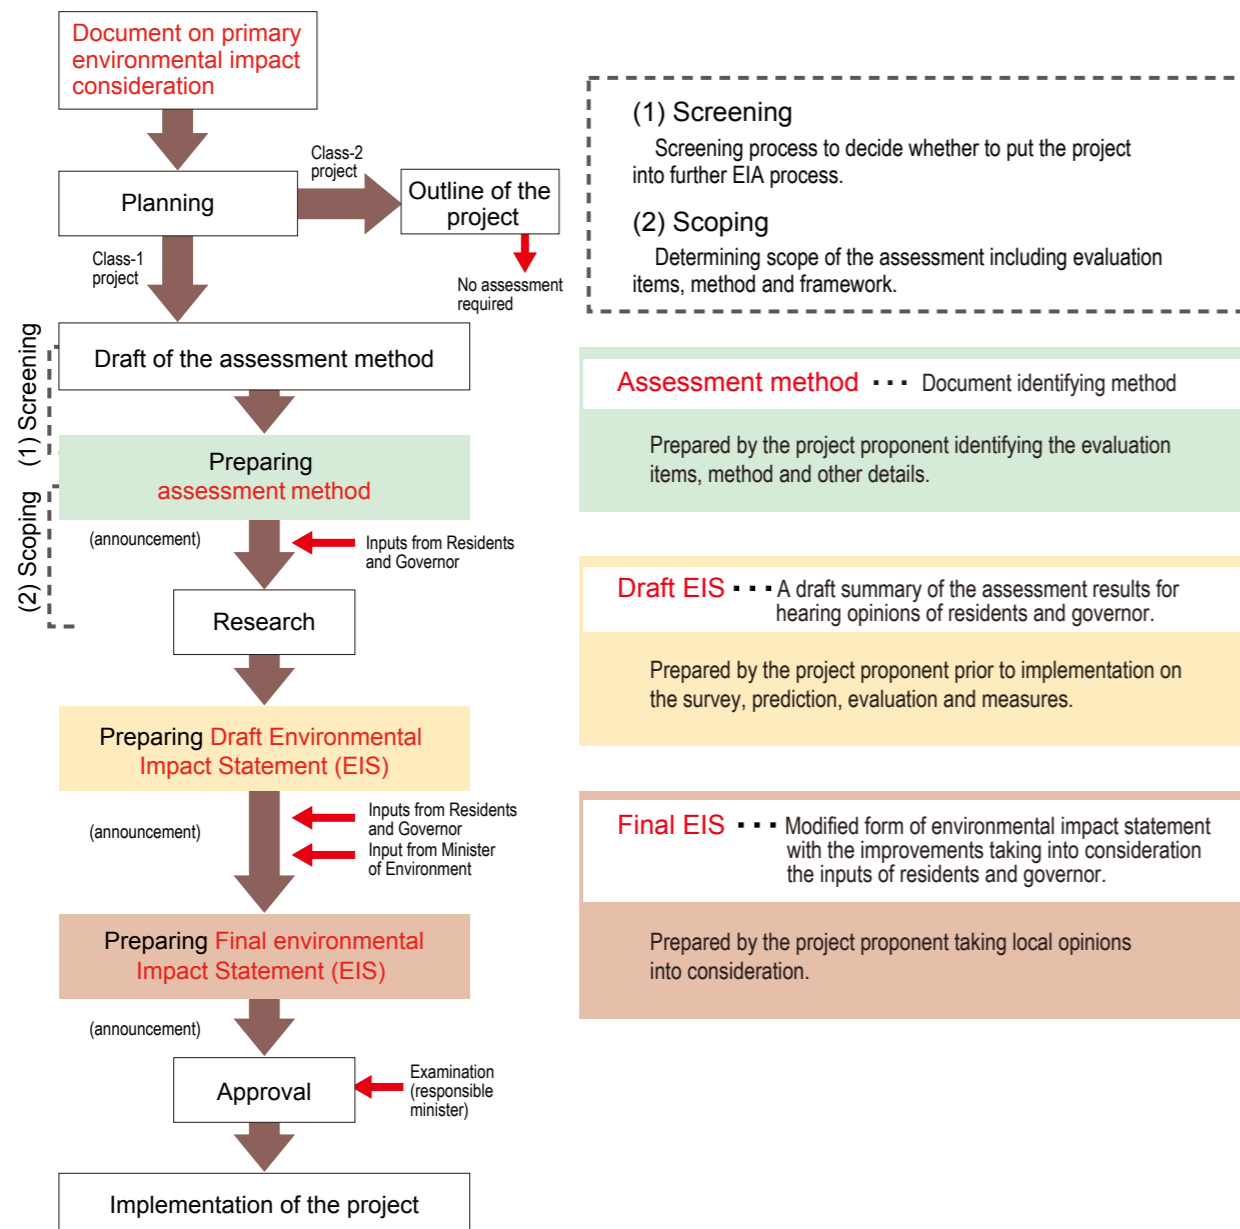 Document on primary
environmental impact
consideration
Planning
Class-2
project
Outline of the
project
No assessment
required
Class-1
project
Draft of the assessment method
(1) Screening
Preparing
assessment method
(2) Scoping
(announcement)
Inputs from Residents
and Governor
Research
Preparing Draft Environmental
Impact Statement (EIS)
(announcement)
Inputs from Residents
and Governor
Input from Minister
of Environment
Preparing Final environmental
Impact Statement (EIS)
(announcement)
Approval
Examination
(responsible
minister)
Implementation of the project
(1) Screening
Screening process to decide whether to put the project
into further EIA process.
(2) Scoping
Determining scope of the assessment including evaluation
items, method and framework.
Assessment method ··· Document identifying method
Prepared by the project proponent identifying the evaluation
items, method and other details.
Draft EIS ··· A draft summary of the assessment results for
hearing opinions of residents and governor.
Prepared by the project proponent prior to implementation on
the survey, prediction, evaluation and measures.
Final EIS ··· Modified form of environmental impact statement
with the improvements taking into consideration
the inputs of residents and governor.
Prepared by the project proponent taking local opinions
into consideration.